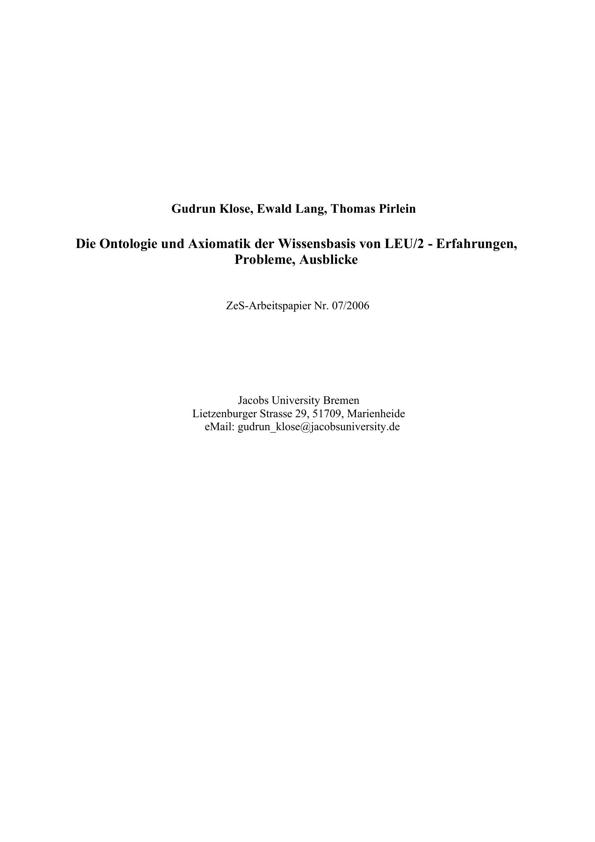 Gudrun Klose, Ewald Lang, Thomas Pirlein
Die Ontologie und Axiomatik der Wissensbasis von LEU/2 - Erfahrungen,
Probleme, Ausblicke
ZeS-Arbeitspapier Nr. 07/2006
Jacobs University Bremen
Lietzenburger Strasse 29, 51709, Marienheide
eMail: gudrun_klose@jacobsuniversity.de